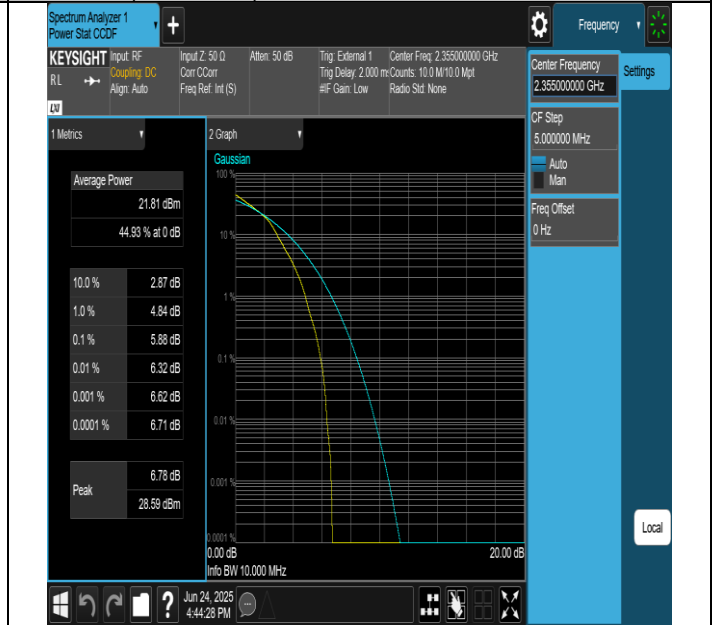 Spectrum Analyzer 1
Power Stat CCDF
+
Frequency
KEYSIGHT
RL
LXI
Input: RF
Coupling: DC
Align: Auto
Input Z: 50 Ω
Corr CCorr
Freq Ref: Int (S)
Atten: 50 dB
Trig: External 1
Trig Delay: 2.000 ms
#IF Gain: Low
Center Freq: 2.355000000 GHz
Counts: 10.0 M/10.0 Mpt
Radio Std: None
Center Frequency
2.355000000 GHz
Settings
CF Step
5.000000 MHz
Auto
Man
Freq Offset
0 Hz
Local
1 Metrics
Average Power
21.81 dBm
44.93 % at 0 dB
10.0 % 2.87 dB
1.0 % 4.84 dB
0.1 % 5.88 dB
0.01 % 6.32 dB
0.001 % 6.62 dB
0.0001 % 6.71 dB
Peak
6.78 dB
28.59 dBm
2 Graph
Gaussian
100 %
10 %
1 %
0.1 %
0.01 %
0.001 %
0.0001 %
0.00 dB 20.00 dB
Info BW 10.000 MHz
?
Jun 24, 2025
4:44:28 PM